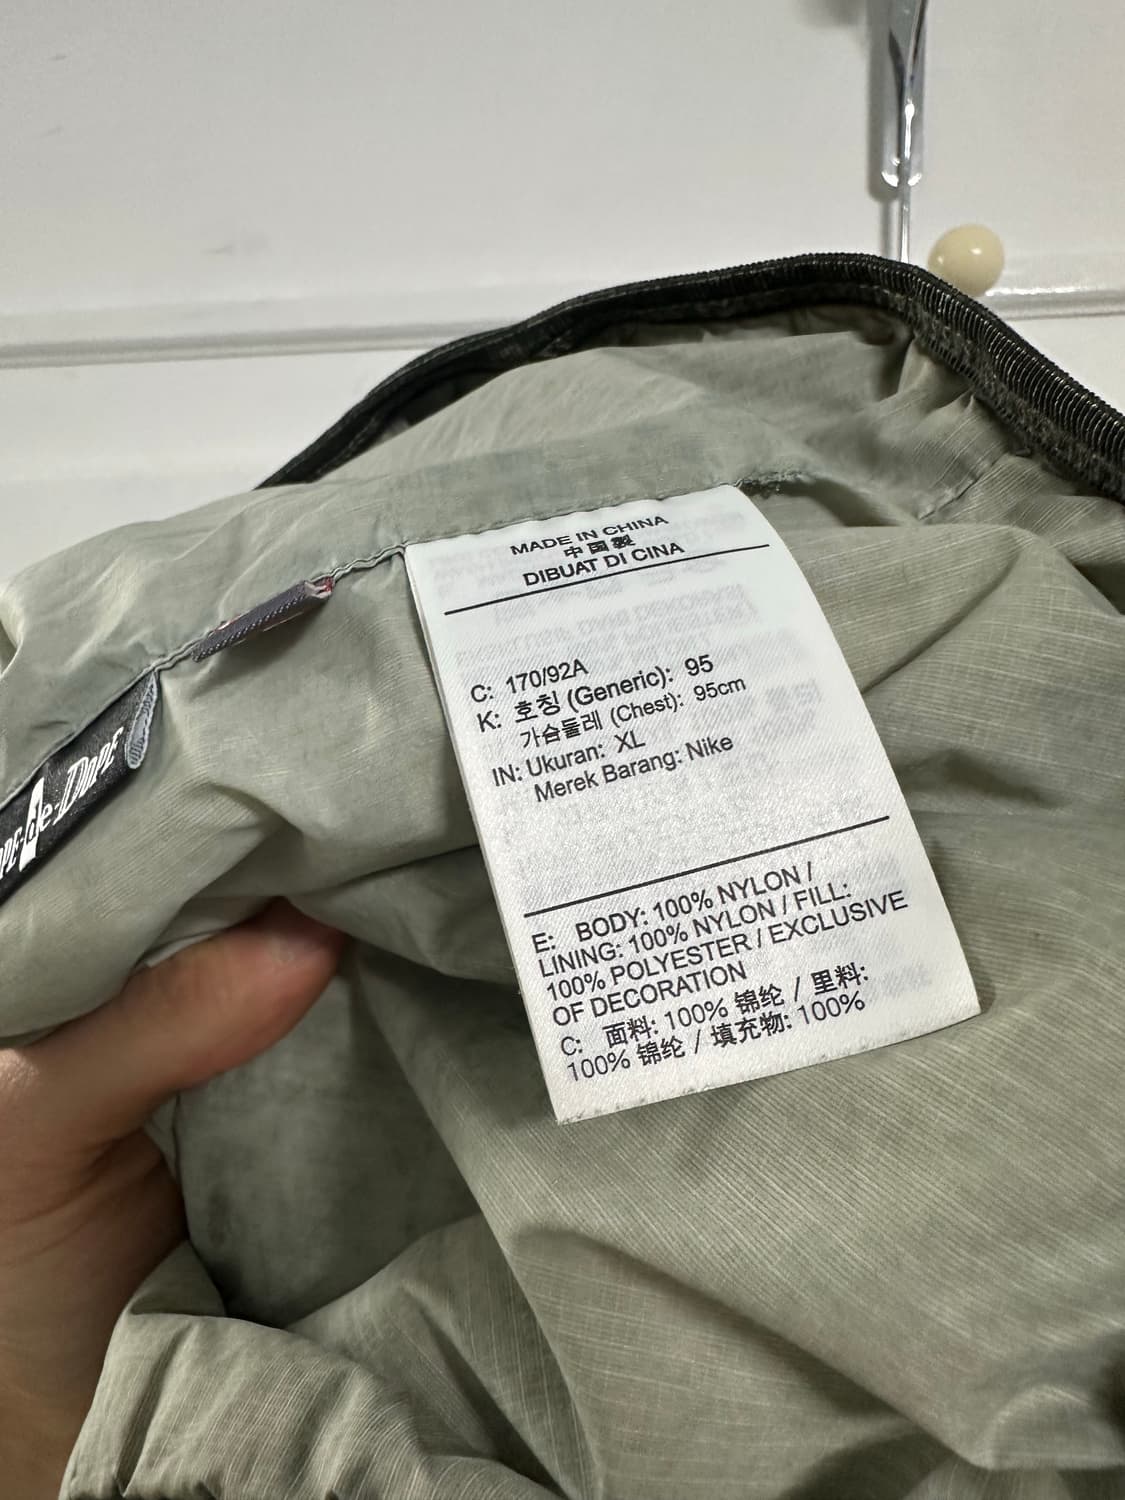 MADE IN CHINA
中国製
DIBUAT DI CINA
C: 170/92A
K: 호칭 (Generic): 95
가슴둘레 (Chest): 95cm
IN: Ukuran: XL
Merek Barang: Nike
E: BODY: 100% NYLON /
LINING: 100% NYLON / FILL:
100% POLYESTER / EXCLUSIVE
OF DECORATION
C: 面料: 100% 锦纶 / 里料:
100% 锦纶 / 填充物: 100%
de-DOPE